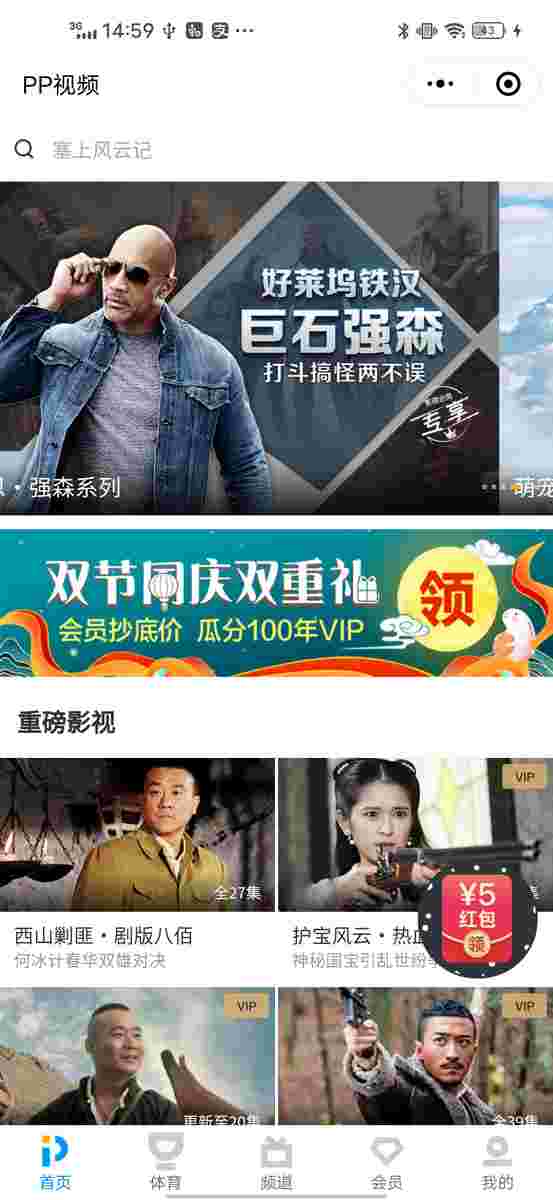 3G 14:59 43
PP视频
塞上风云记
好莱坞铁汉
巨石强森
打斗搞怪两不误
专享
·强森系列
萌宠
双节同庆双重礼
会员抄底价 瓜分100年VIP
领
重磅影视
全27集
VIP
西山剿匪·剧版八佰
何冰计春华双雄对决
护宝风云·热血
神秘国宝引乱世纷
¥5
红包
领
VIP
更新至20集
VIP
全39集
首页
体育
频道
会员
我的